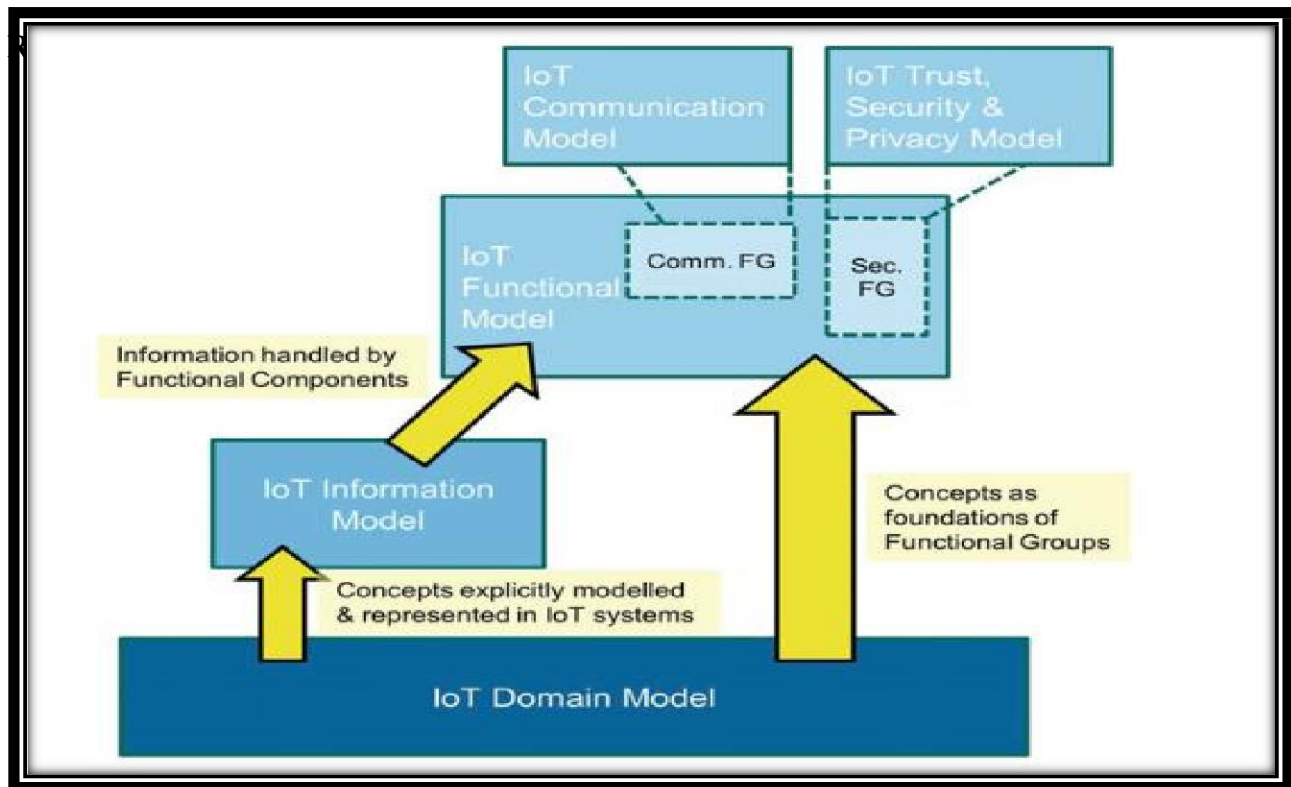 R
IoT
Communication
Model
IoT Trust,
Security &
Privacy Model
IoT
Functional
Model
Comm. FG
Sec.
FG
Information handled by
Functional Components
IoT Information
Model
Concepts as
foundations of
Functional Groups
Concepts explicitly modelled
& represented in IoT systems
IoT Domain Model